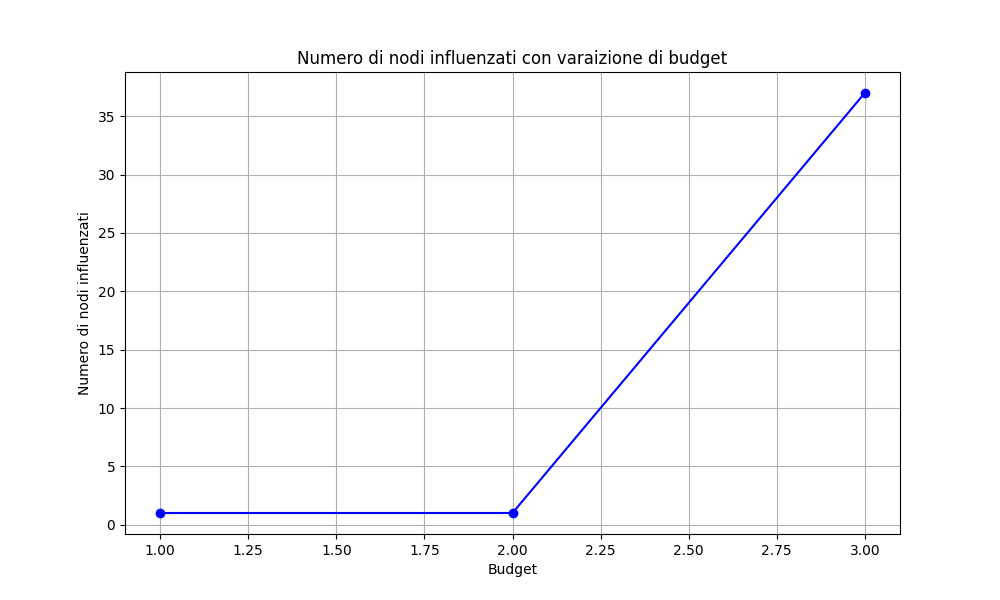 Numero di nodi influenzati con varaizione di budget
Numero di nodi influenzati
35
30
25
20
15
10
5
0
1.00 1.25 1.50 1.75 2.00 2.25 2.50 2.75 3.00
Budget